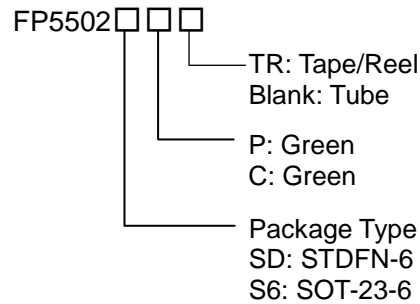 FP5502
TR: Tape/Reel
Blank: Tube
P: Green
C: Green
Package Type
SD: STDFN-6
S6: SOT-23-6